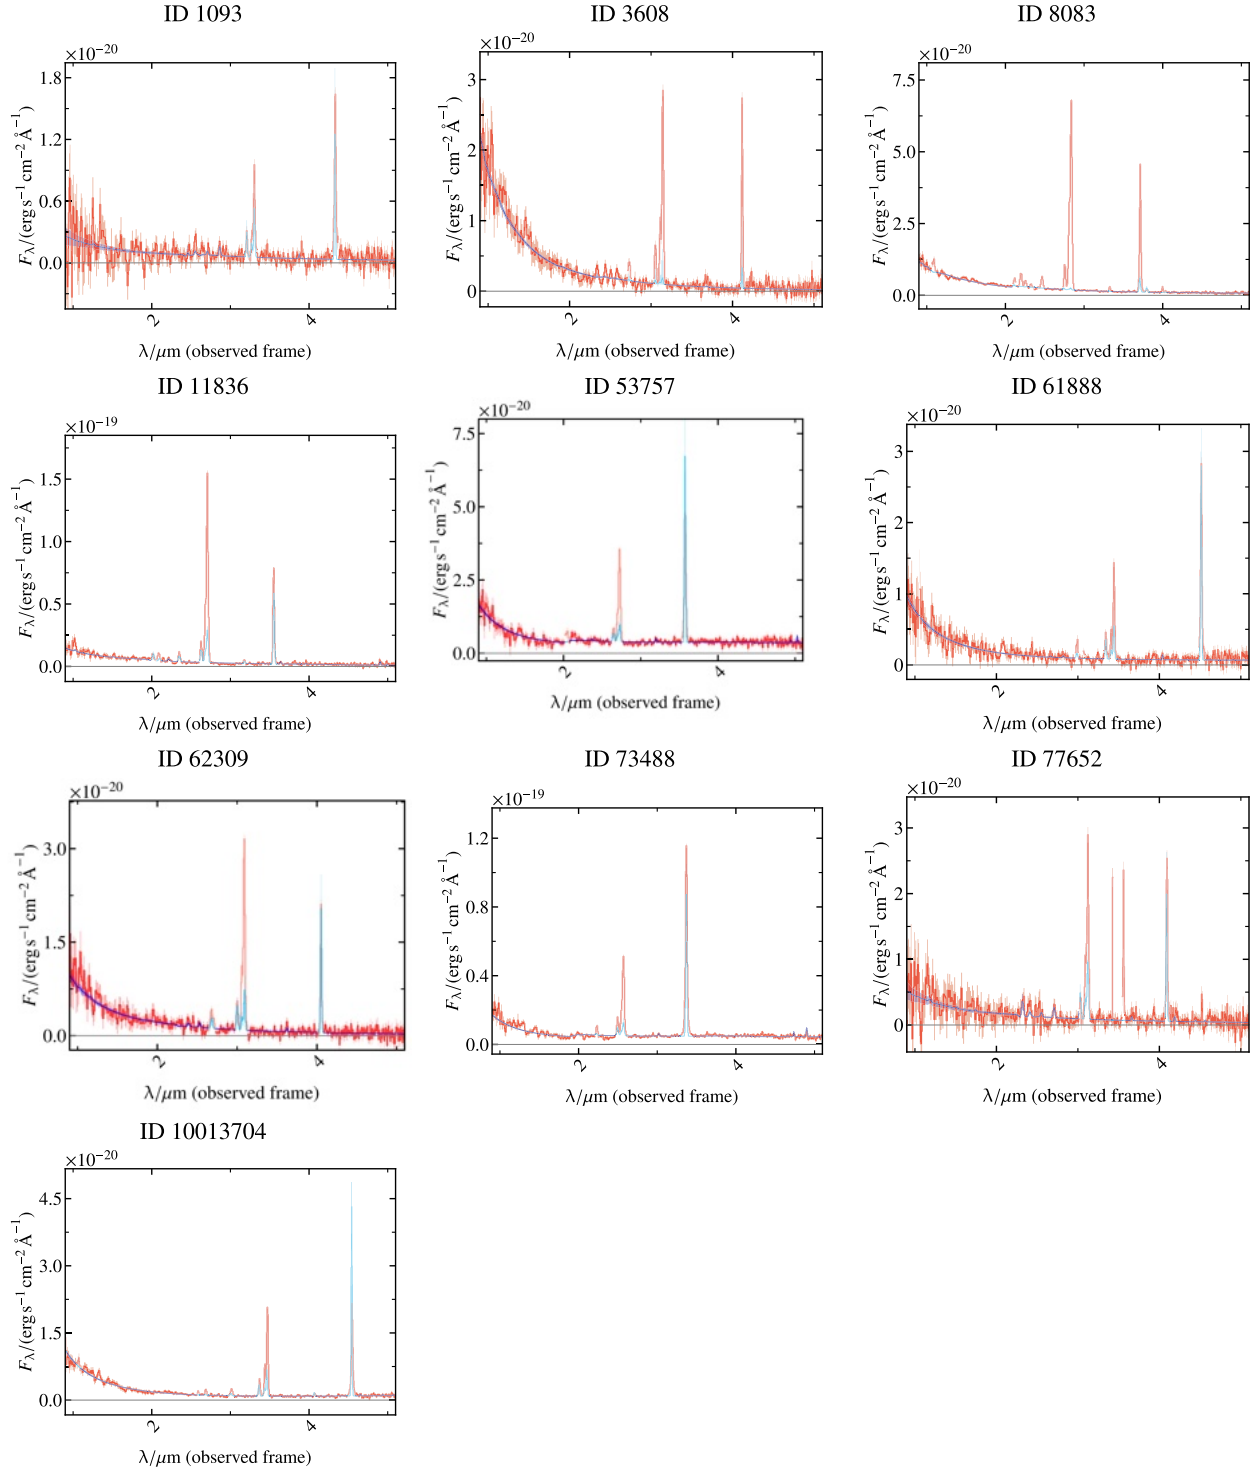 ID 1093
×10−20
1.8
1.2
0.6
0.0
Fλ/(erg s−1 cm−2 Å−1)
2
4
λ/μm (observed frame)
ID 3608
×10−20
3
2
1
0
Fλ/(erg s−1 cm−2 Å−1)
2
4
λ/μm (observed frame)
ID 8083
×10−20
7.5
5.0
2.5
0.0
Fλ/(erg s−1 cm−2 Å−1)
2
4
λ/μm (observed frame)
ID 11836
×10−19
1.5
1.0
0.5
0.0
Fλ/(erg s−1 cm−2 Å−1)
2
4
λ/μm (observed frame)
ID 53757
×10−20
7.5
5.0
2.5
0.0
Fλ/(erg s−1 cm−2 Å−1)
2
4
λ/μm (observed frame)
ID 61888
×10−20
3
2
1
0
Fλ/(erg s−1 cm−2 Å−1)
2
4
λ/μm (observed frame)
ID 62309
×10−20
3.0
1.5
0.0
Fλ/(erg s−1 cm−2 Å−1)
2
4
λ/μm (observed frame)
ID 73488
×10−19
1.2
0.8
0.4
0.0
Fλ/(erg s−1 cm−2 Å−1)
2
4
λ/μm (observed frame)
ID 77652
×10−20
3
2
1
0
Fλ/(erg s−1 cm−2 Å−1)
2
4
λ/μm (observed frame)
ID 10013704
×10−20
4.5
3.0
1.5
0.0
Fλ/(erg s−1 cm−2 Å−1)
2
4
λ/μm (observed frame)